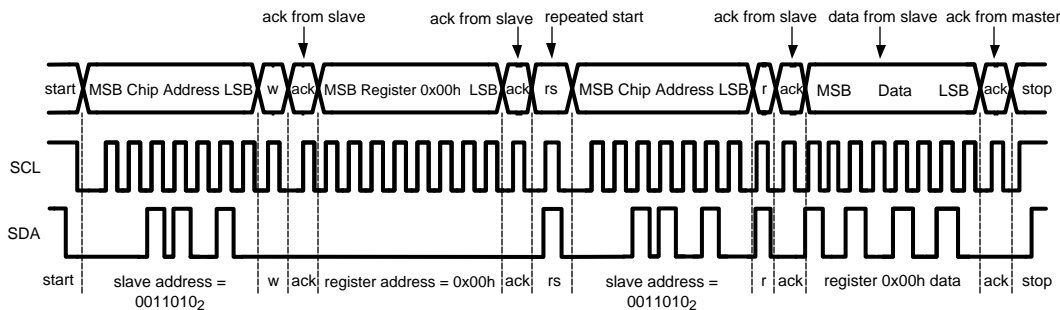 ack from slave ack from slave repeated start ack from slave data from slave ack from master
start MSB Chip Address LSB w ack MSB Register 0x00h LSB ack rs MSB Chip Address LSB r ack MSB Data LSB ack stop
SCL
SDA
start slave address = w ack register address = 0x00h ack rs slave address = r ack register 0x00h data ack stop
0011010₂ 0011010₂